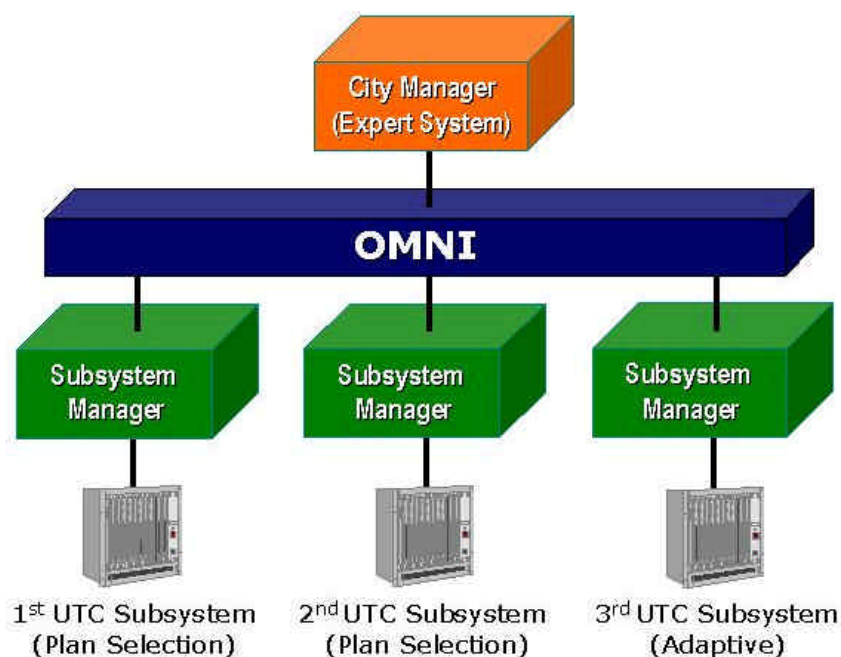 City Manager
(Expert System)
OMNI
Subsystem
Manager
Subsystem
Manager
Subsystem
Manager
1st UTC Subsystem
(Plan Selection)
2nd UTC Subsystem
(Plan Selection)
3rd UTC Subsystem
(Adaptive)